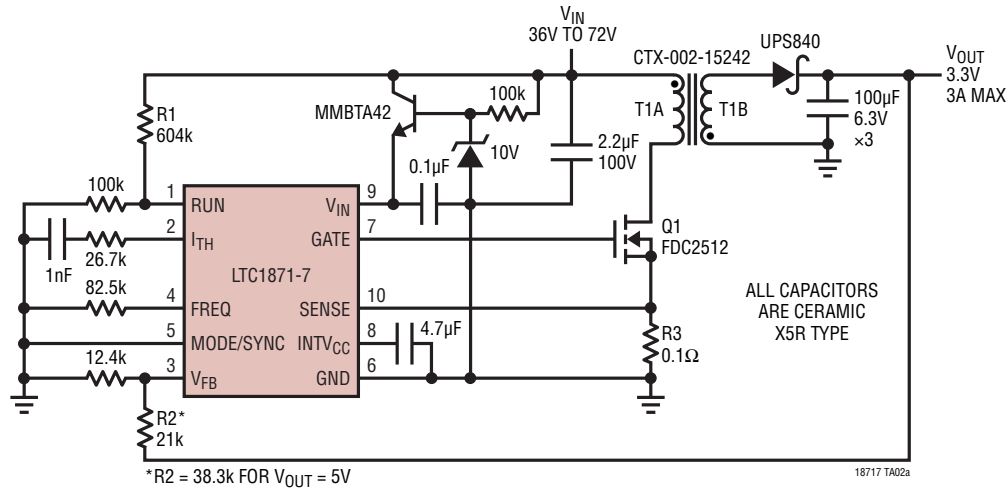 V_IN
36V TO 72V
CTX-002-15242
UPS840
V_OUT
3.3V
3A MAX
R1
604k
MMBTA42
100k
T1A
T1B
100µF
6.3V
×3
10V
2.2µF
100V
0.1µF
100k
1
RUN
V_IN
9
2
I_TH
GATE
7
1nF
26.7k
Q1
FDC2512
LTC1871-7
82.5k
4
FREQ
SENSE
10
ALL CAPACITORS
ARE CERAMIC
X5R TYPE
5
MODE/SYNC
INTV_CC
8
4.7µF
R3
0.1Ω
12.4k
3
V_FB
GND
6
R2*
21k
*R2 = 38.3k FOR V_OUT = 5V
18717 TA02a